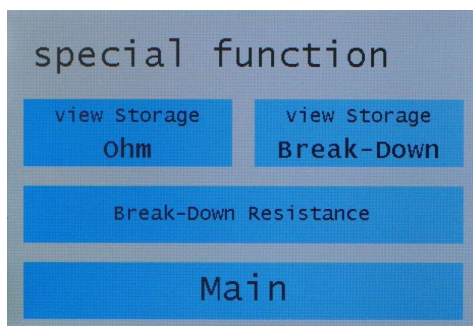 special function
view Storage
Ohm
view Storage
Break-Down
Break-Down Resistance
Main